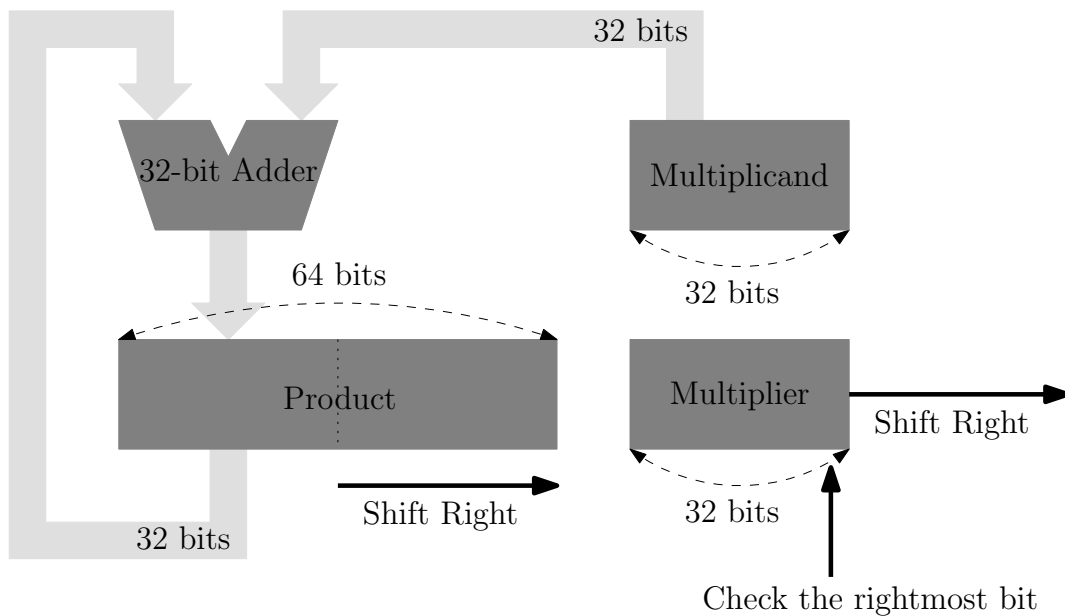 32 bits
32-bit Adder
Multiplicand
64 bits
32 bits
Product
Multiplier
Shift Right
Shift Right
32 bits
32 bits
Check the rightmost bit